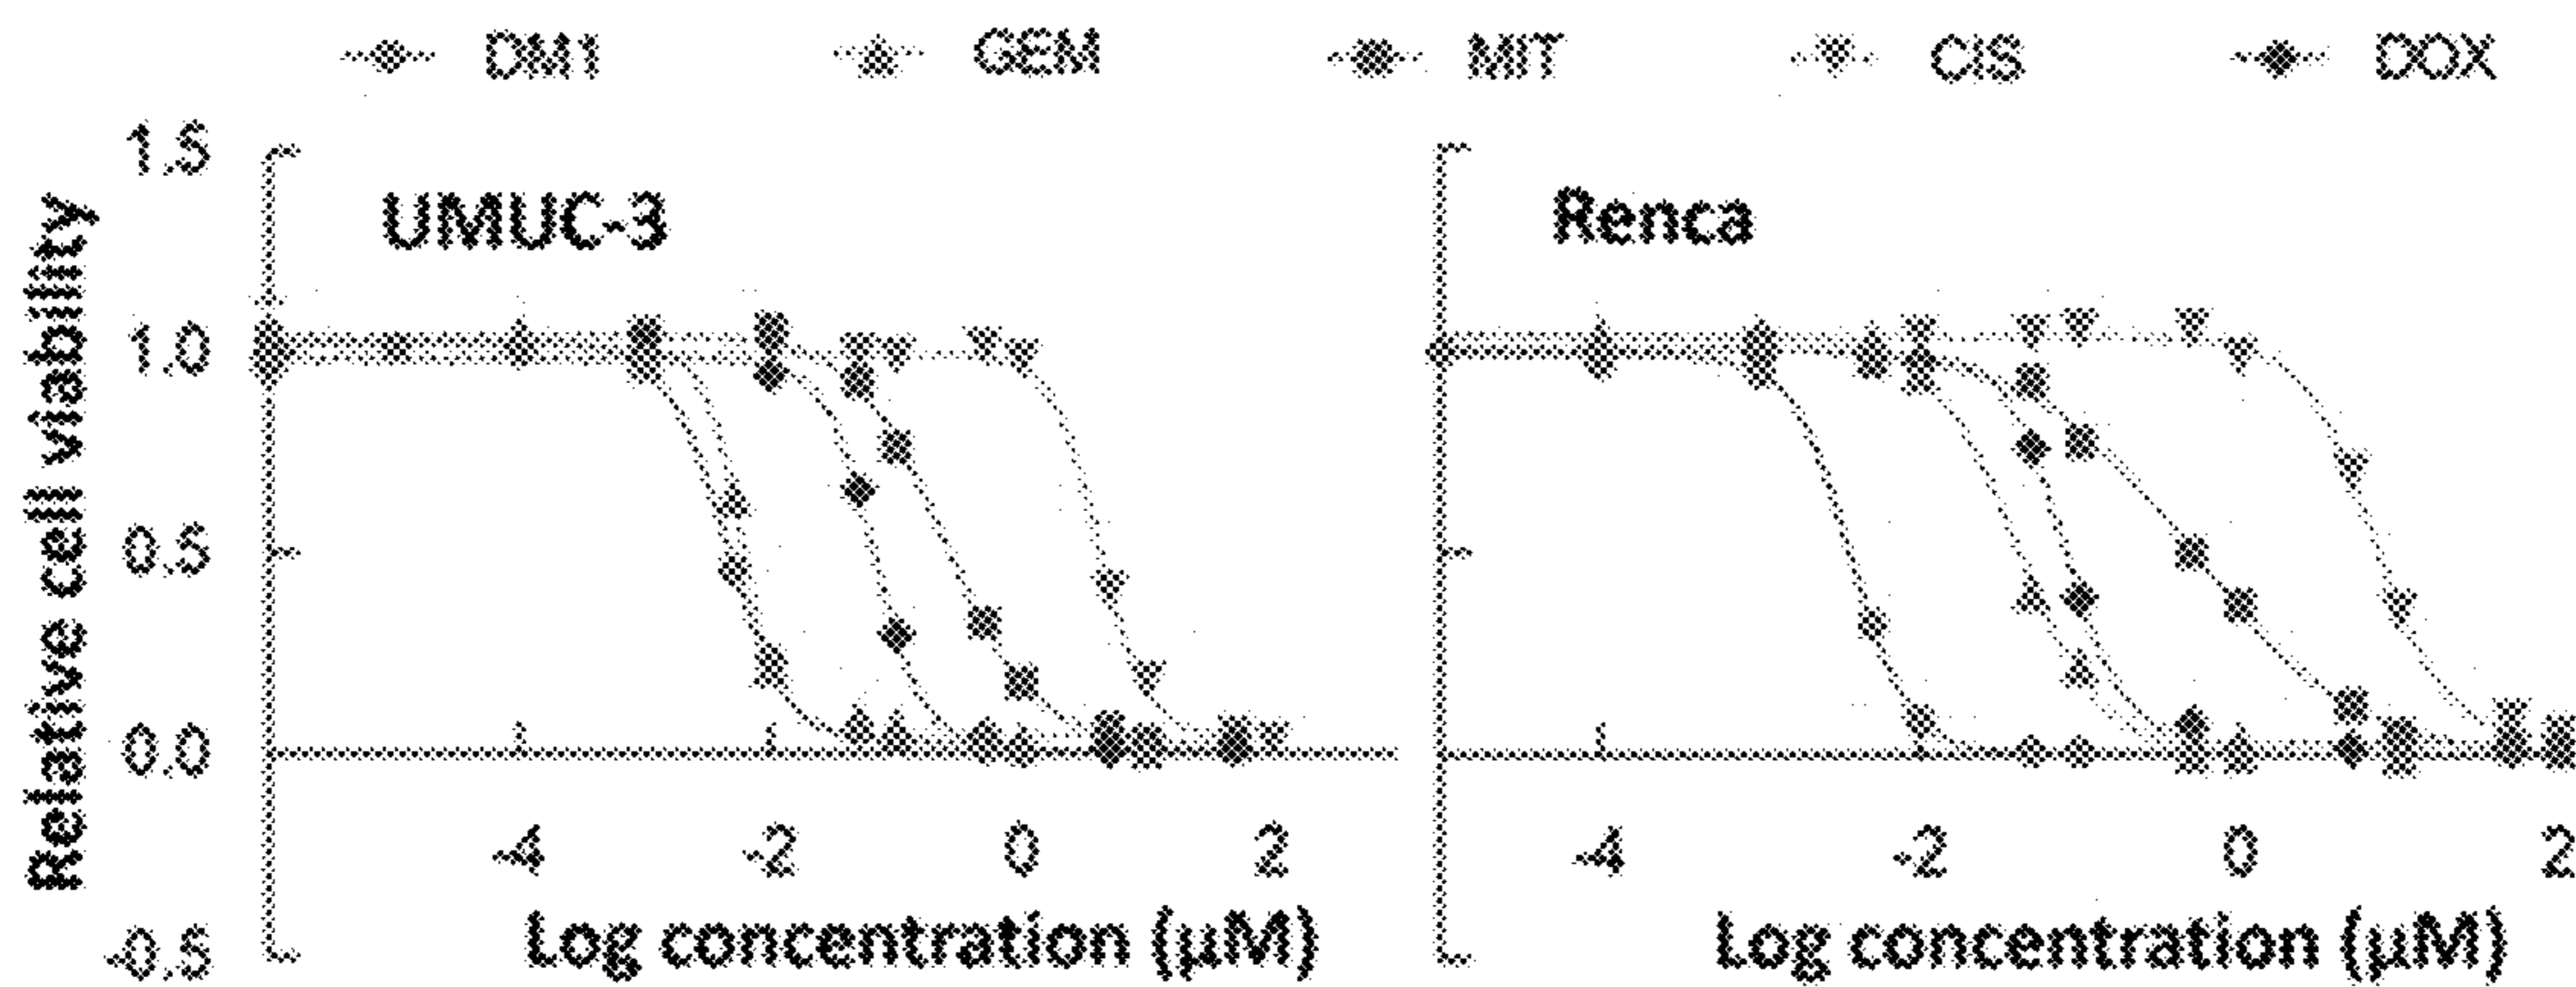 DM1 GEM MIT CIS DOX
Relative cell viability
1.5
1.0
0.5
0.0
-0.5
UMUC-3
-4 -2 0 2
Log concentration (µM)
Renca
-4 -2 0 2
Log concentration (µM)